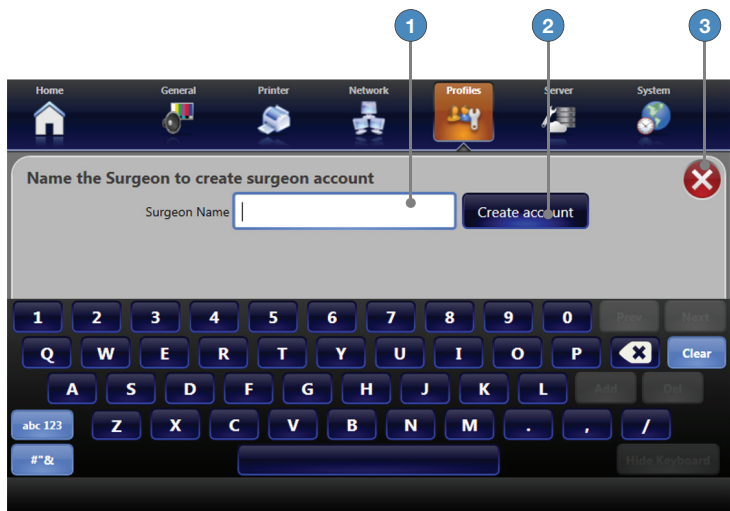 1 2 3
Home General Printer Network Profiles Server System
Name the Surgeon to create surgeon account
Surgeon Name Create account
1 2 3 4 5 6 7 8 9 0 Prev Next
Q W E R T Y U I O P Clear
A S D F G H J K L Add Del
abc 123 Z X C V B N M . , /
#"& Hide Keyboard